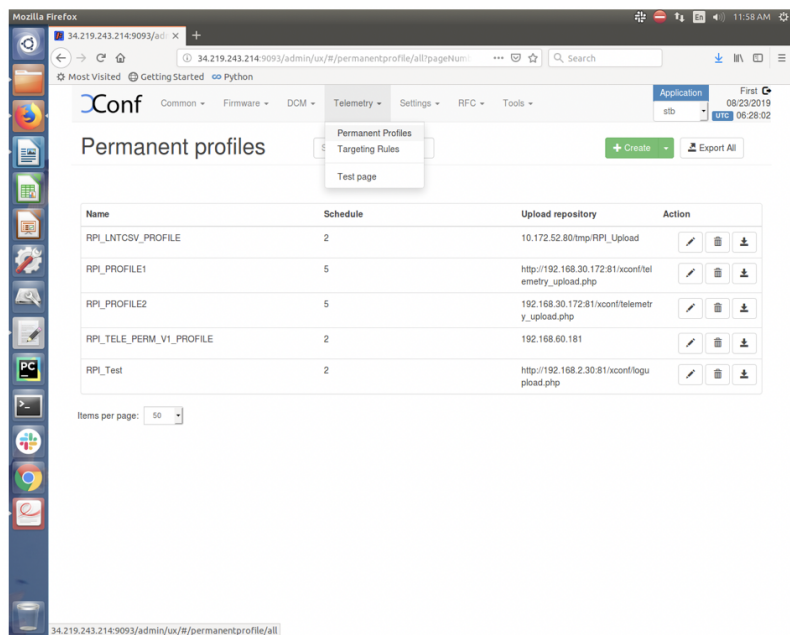 Mozilla Firefox
En 11:58 AM
34.219.243.214:9093/adm
34.219.243.214:9093/admin/ux/#/permanentprofile/all?pageNum
Search
Most Visited Getting Started Python
Xconf Common Firmware DCM Telemetry Settings RFC Tools
Application
First
stb
08/23/2019
UTC 06:28:02
Permanent profiles
Permanent Profiles
Targeting Rules
Test page
Create
Export All
Name Schedule Upload repository Action
RPI_LNTCSV_PROFILE 2 10.172.52.80/tmp/RPI_Upload
RPI_PROFILE1 5 http://192.168.30.172:81/xconf/tel
emetry_upload.php
RPI_PROFILE2 5 192.168.30.172:81/xconf/telemetr
y_upload.php
RPI_TELE_PERM_V1_PROFILE 2 192.168.60.181
RPI_Test 2 http://192.168.2.30:81/xconf/logu
pload.php
Items per page: 50
PC
34.219.243.214:9093/admin/ux/#/permanentprofile/all